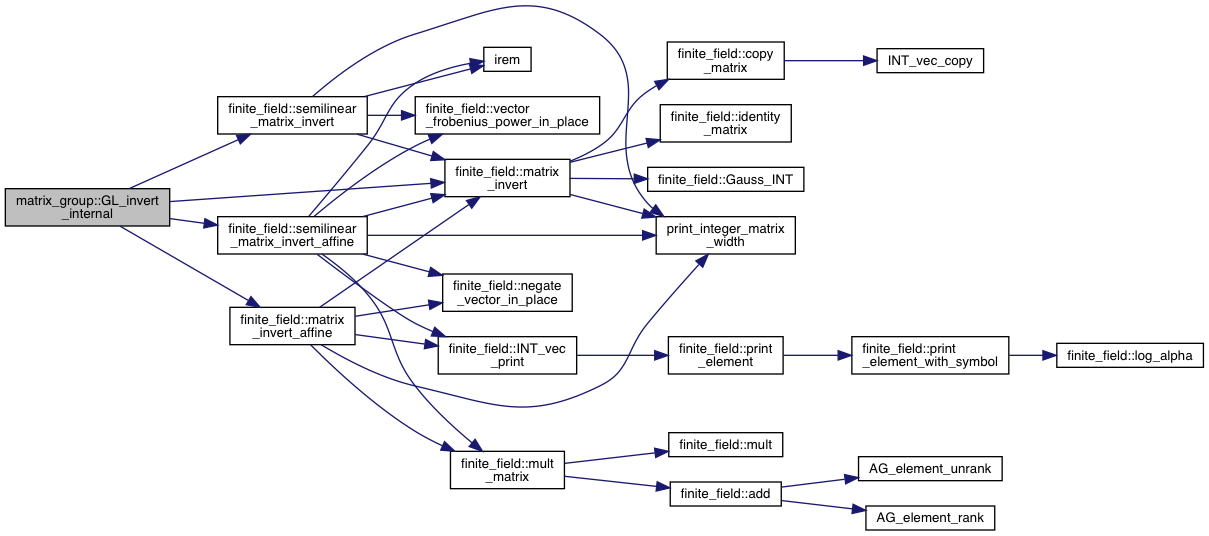 matrix_group::GL_invert
_internal
finite_field::semilinear
_matrix_invert
finite_field::semilinear
_matrix_invert_affine
finite_field::matrix
_invert_affine
irem
finite_field::vector
_frobenius_power_in_place
finite_field::matrix
_invert
finite_field::negate
_vector_in_place
finite_field::INT_vec
_print
finite_field::mult
_matrix
finite_field::copy
_matrix
finite_field::identity
_matrix
finite_field::Gauss_INT
print_integer_matrix
_width
finite_field::print
_element
finite_field::mult
finite_field::add
INT_vec_copy
finite_field::print
_element_with_symbol
AG_element_unrank
AG_element_rank
finite_field::log_alpha